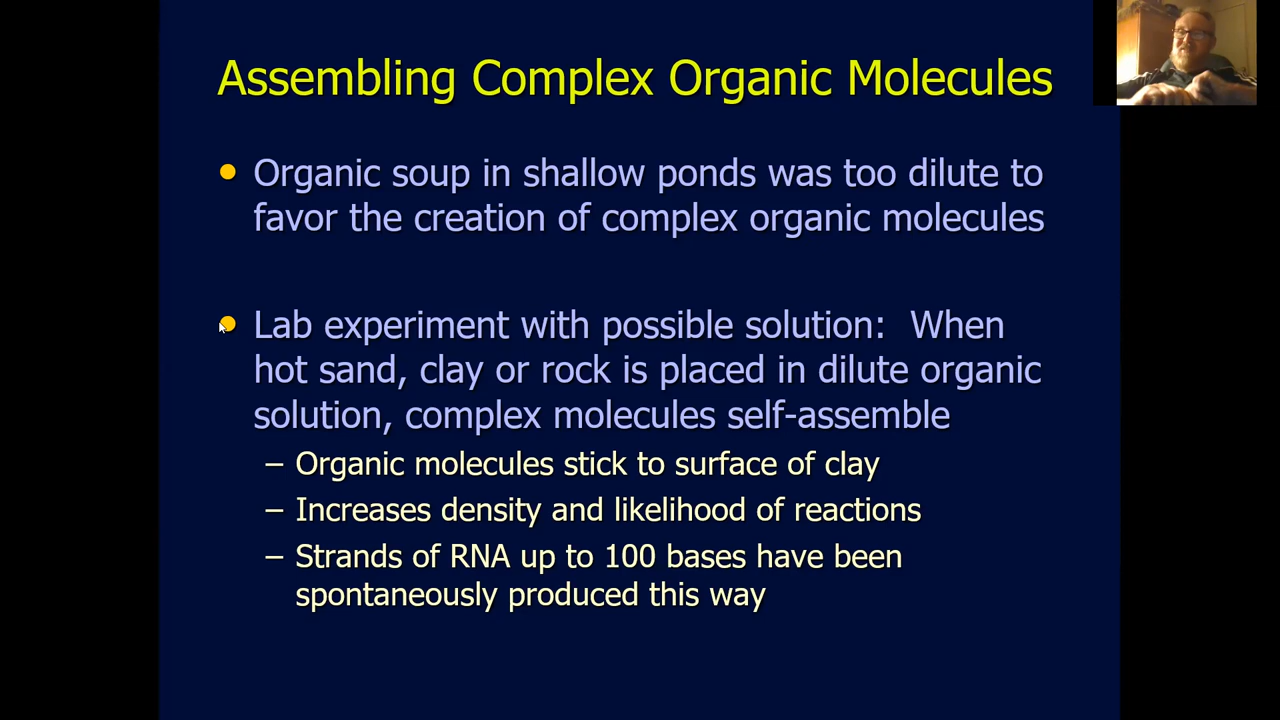 Assembling Complex Organic Molecules
Organic soup in shallow ponds was too dilute to
favor the creation of complex organic molecules
Lab experiment with possible solution:  When
hot sand, clay or rock is placed in dilute organic
solution, complex molecules self-assemble
– Organic molecules stick to surface of clay
– Increases density and likelihood of reactions
– Strands of RNA up to 100 bases have been
spontaneously produced this way